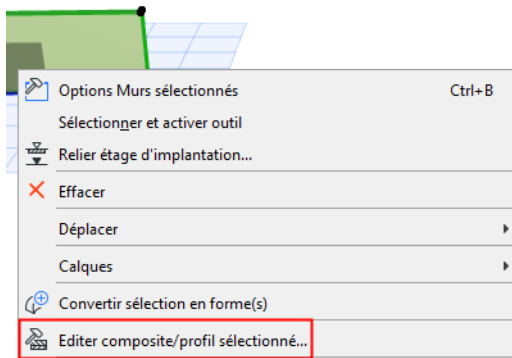 Options Murs sélectionnés Ctrl+B
Sélectionner et activer outil
Relier étage d'implantation...
Effacer
Déplacer
Calques
Convertir sélection en forme(s)
Editer composite/profil sélectionné...